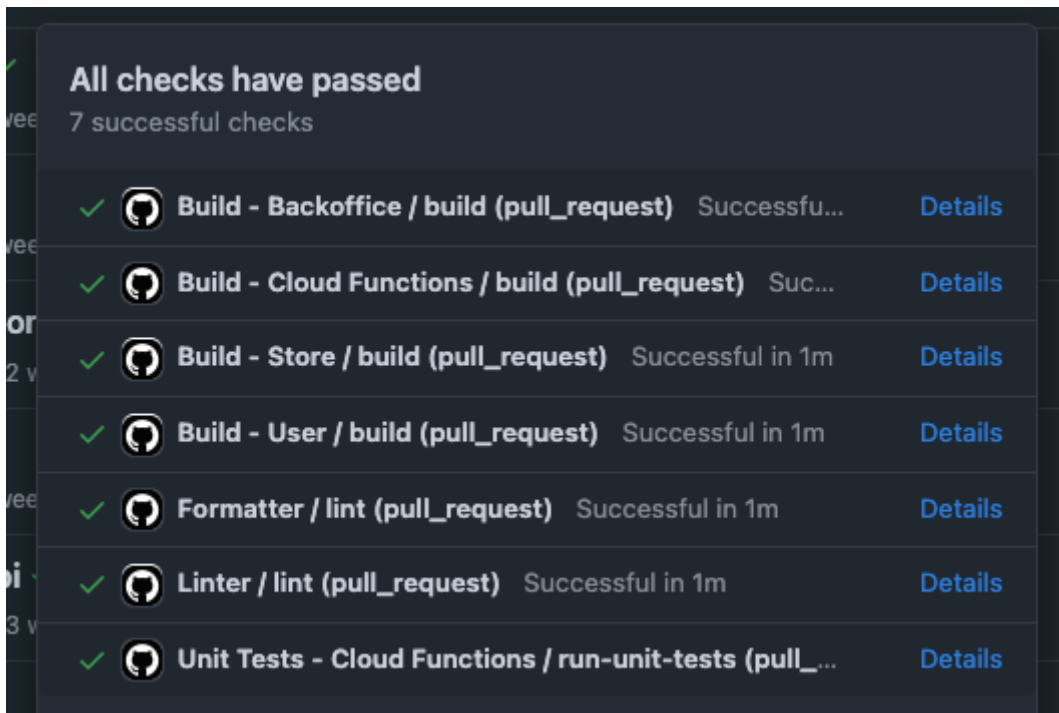 All checks have passed
7 successful checks
Build - Backoffice / build (pull_request) Successfu... Details
Build - Cloud Functions / build (pull_request) Suc... Details
Build - Store / build (pull_request) Successful in 1m Details
Build - User / build (pull_request) Successful in 1m Details
Formatter / lint (pull_request) Successful in 1m Details
Linter / lint (pull_request) Successful in 1m Details
Unit Tests - Cloud Functions / run-unit-tests (pull_... Details